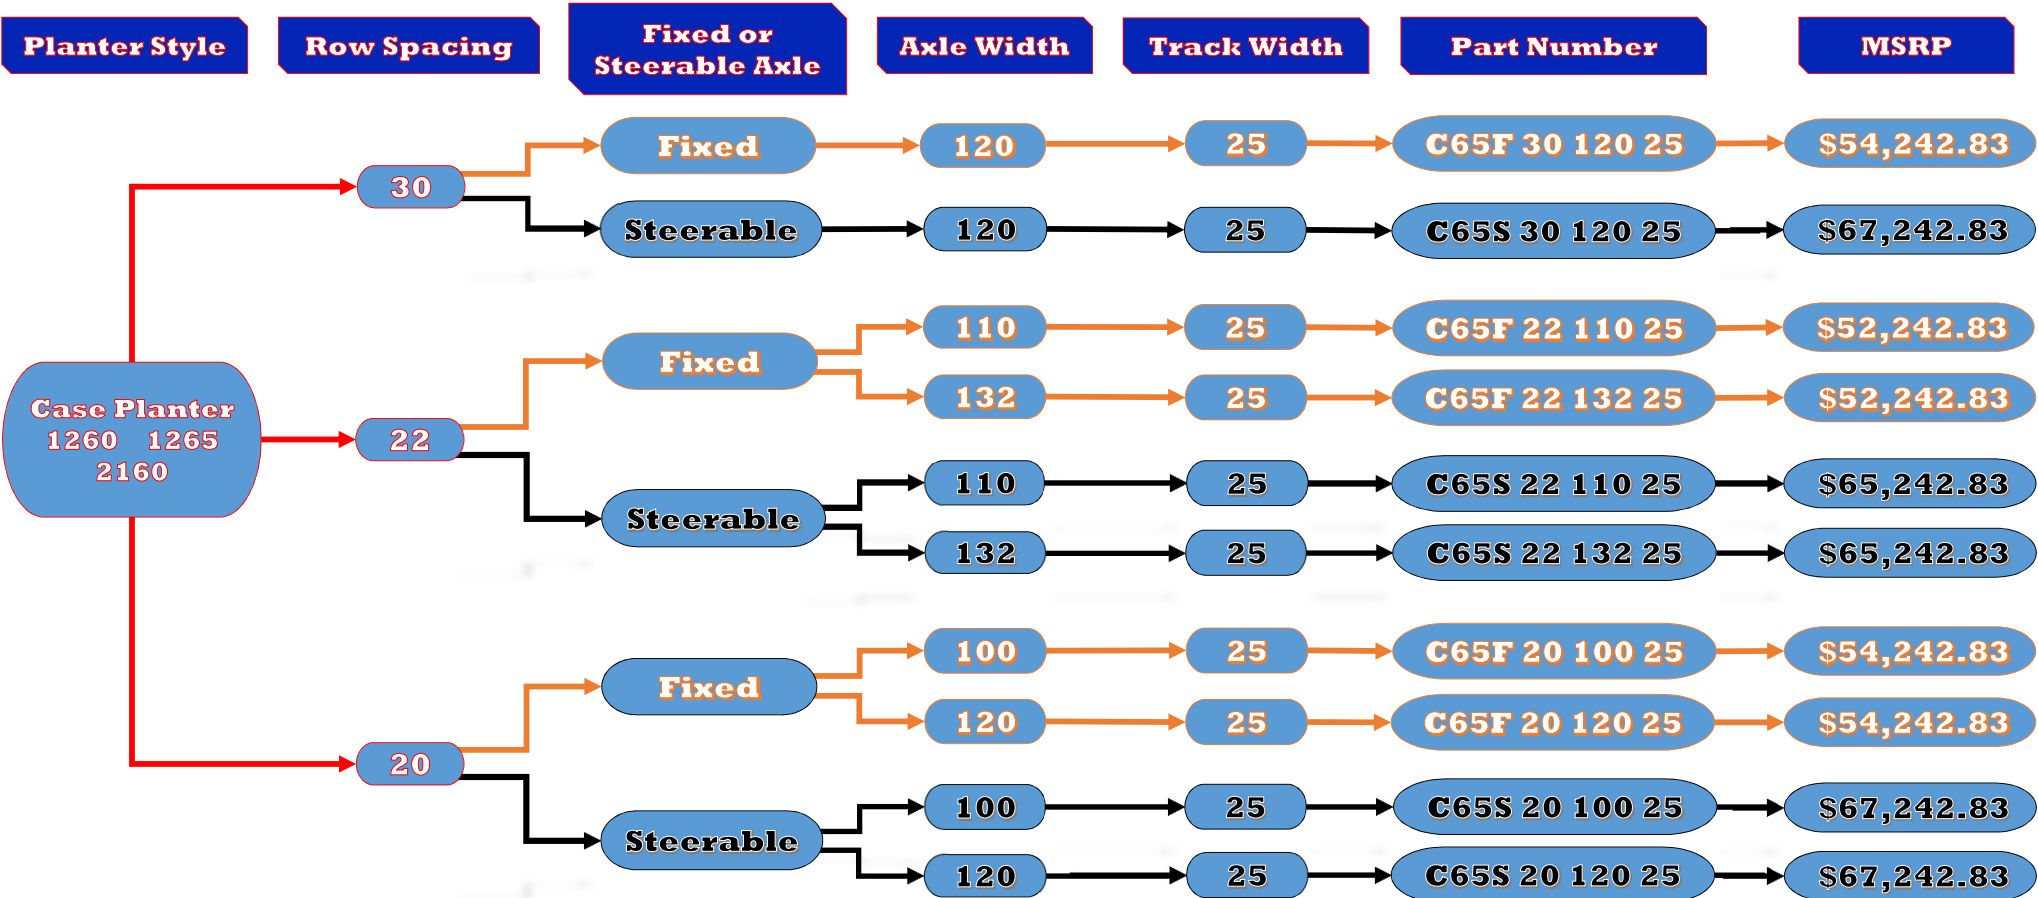 Planter Style
Row Spacing
Fixed or
Steerable Axle
Axle Width
Track Width
Part Number
MSRP
Fixed
120
25
C65F 30 120 25
$54,242.83
30
Steerable
120
25
C65S 30 120 25
$67,242.83
110
25
C65F 22 110 25
$52,242.83
Fixed
132
25
C65F 22 132 25
$52,242.83
Case Planter
1260 1265
2160
22
110
25
C65S 22 110 25
$65,242.83
Steerable
132
25
C65S 22 132 25
$65,242.83
100
25
C65F 20 100 25
$54,242.83
Fixed
120
25
C65F 20 120 25
$54,242.83
20
100
25
C65S 20 100 25
$67,242.83
Steerable
120
25
C65S 20 120 25
$67,242.83